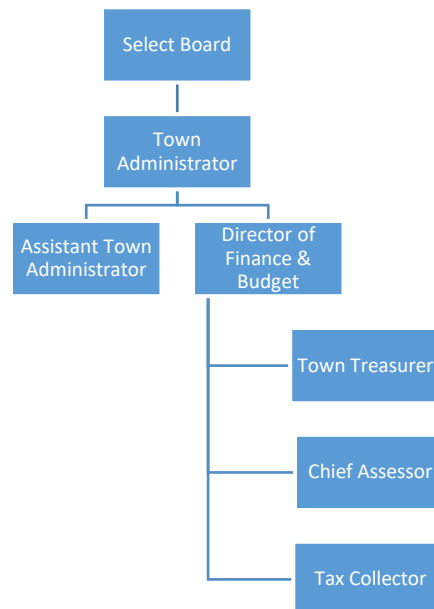 Select Board
Town
Administrator
Assistant Town
Administrator
Director of
Finance &
Budget
Town Treasurer
Chief Assessor
Tax Collector